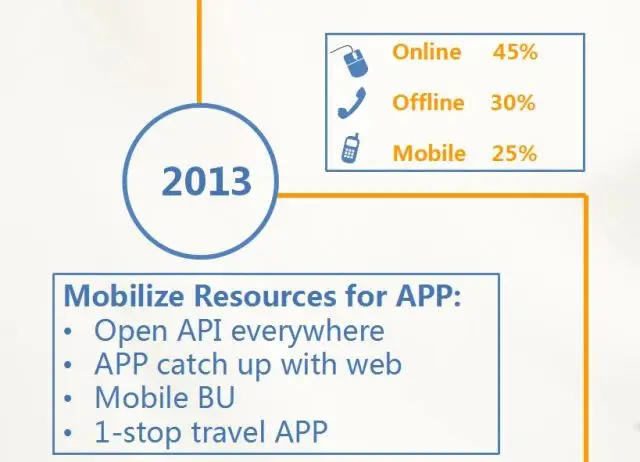 Online 45%
Offline 30%
Mobile 25%
2013
Mobilize Resources for APP:
• Open API everywhere
• APP catch up with web
• Mobile BU
• 1-stop travel APP